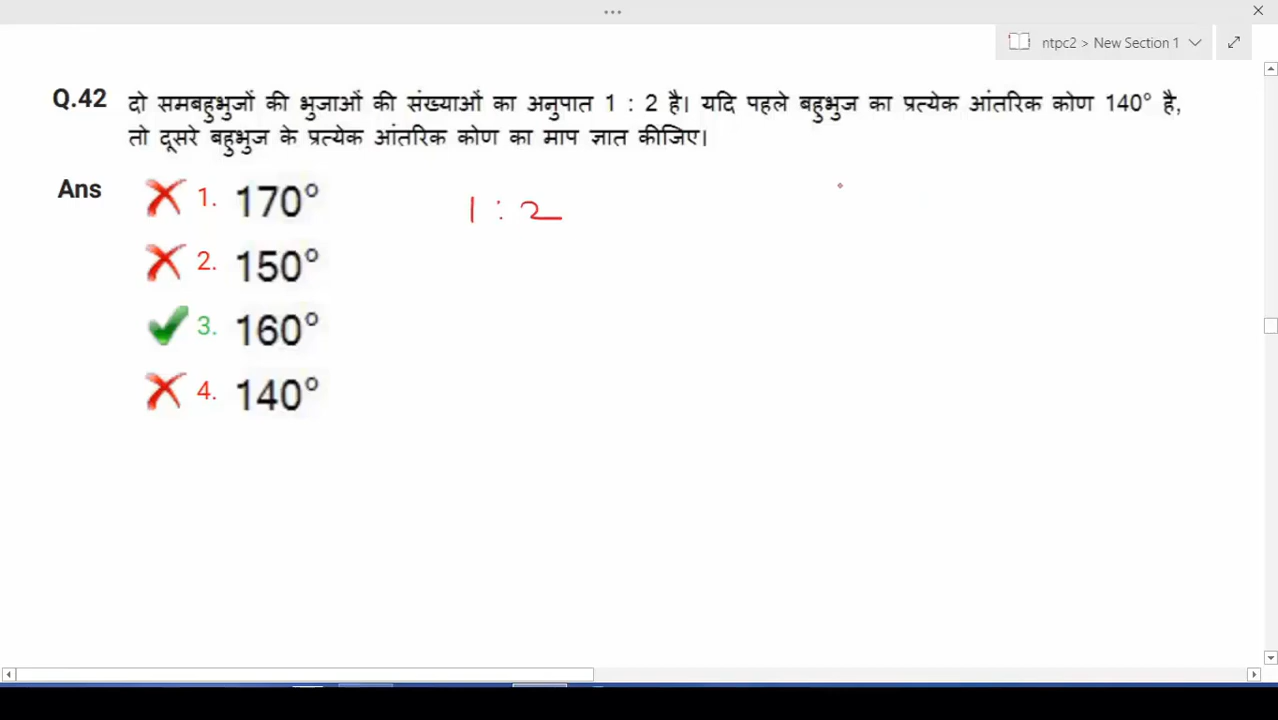 ntpc2 > New Section 1
Q.42 दो समबहुभुजों की भुजाओं की संख्याओं का अनुपात 1 : 2 है। यदि पहले बहुभुज का प्रत्येक आंतरिक कोण 140° है,
तो दूसरे बहुभुज के प्रत्येक आंतरिक कोण का माप ज्ञात कीजिए।
Ans
1. 170°
1 : 2
2. 150°
3. 160°
4. 140°